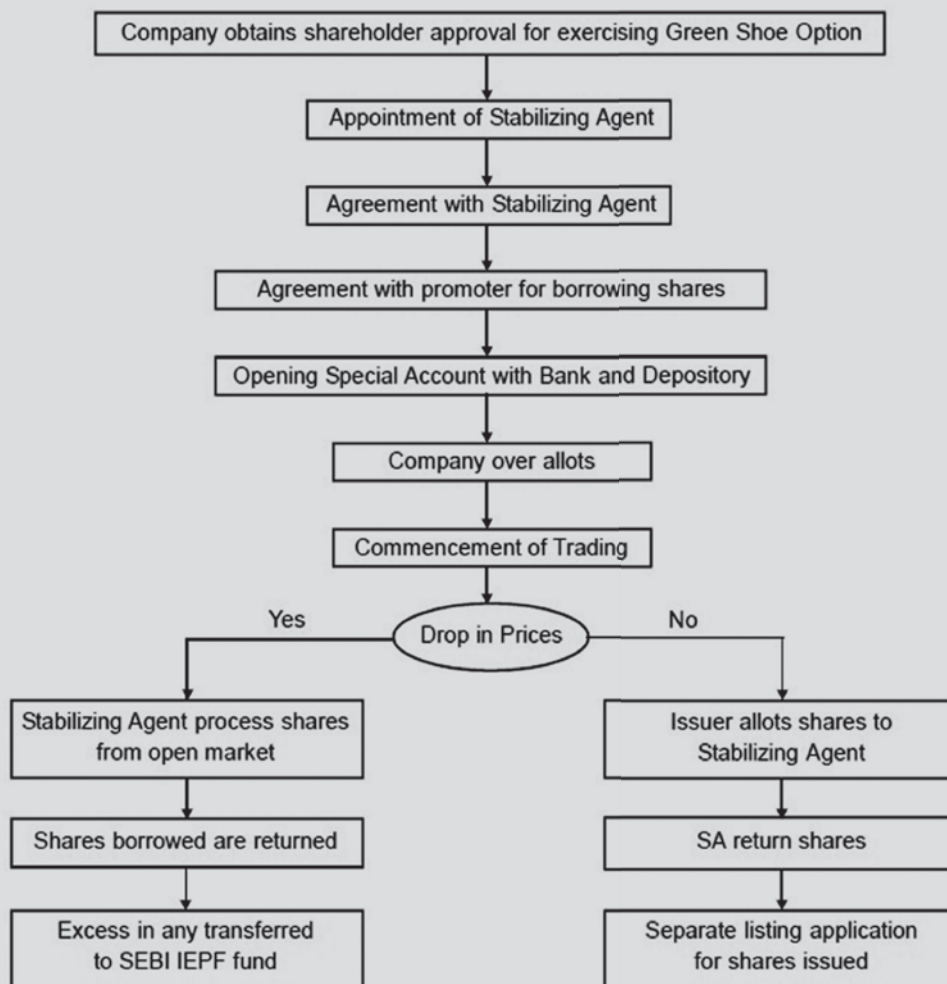 Company obtains shareholder approval for exercising Green Shoe Option
Appointment of Stabilizing Agent
Agreement with Stabilizing Agent
Agreement with promoter for borrowing shares
Opening Special Account with Bank and Depository
Company over allots
Commencement of Trading
Yes
Drop in Prices
No
Stabilizing Agent process shares
from open market
Issuer allots shares to
Stabilizing Agent
Shares borrowed are returned
SA return shares
Excess in any transferred
to SEBI IEPF fund
Separate listing application
for shares issued